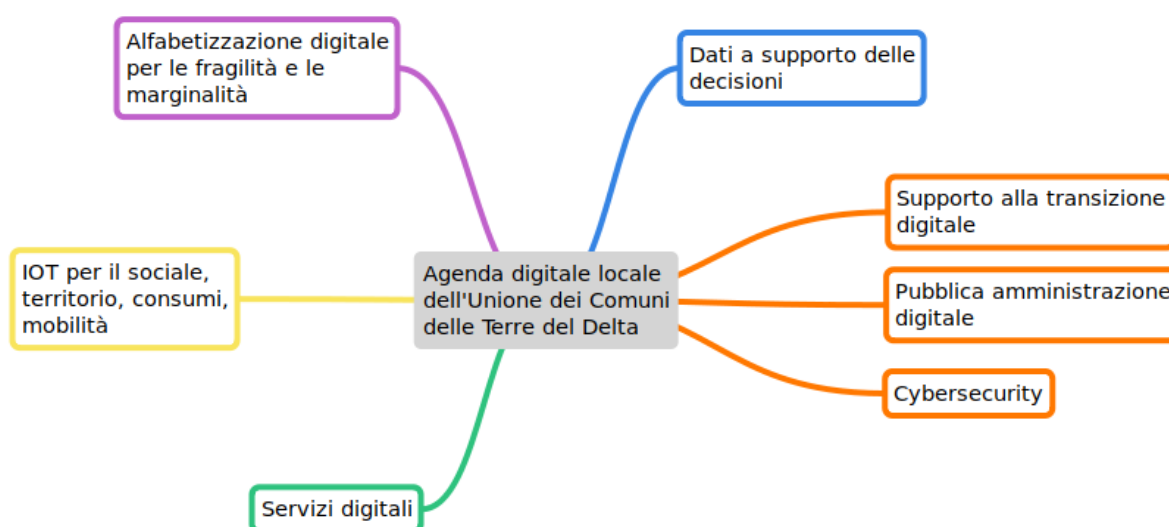 Alfabetizzazione digitale
per le fragilità e le
marginalità
Dati a supporto delle
decisioni
Supporto alla transizione
digitale
IOT per il sociale,
territorio, consumi,
mobilità
Agenda digitale locale
dell'Unione dei Comuni
delle Terre del Delta
Pubblica amministrazione
digitale
Cybersecurity
Servizi digitali